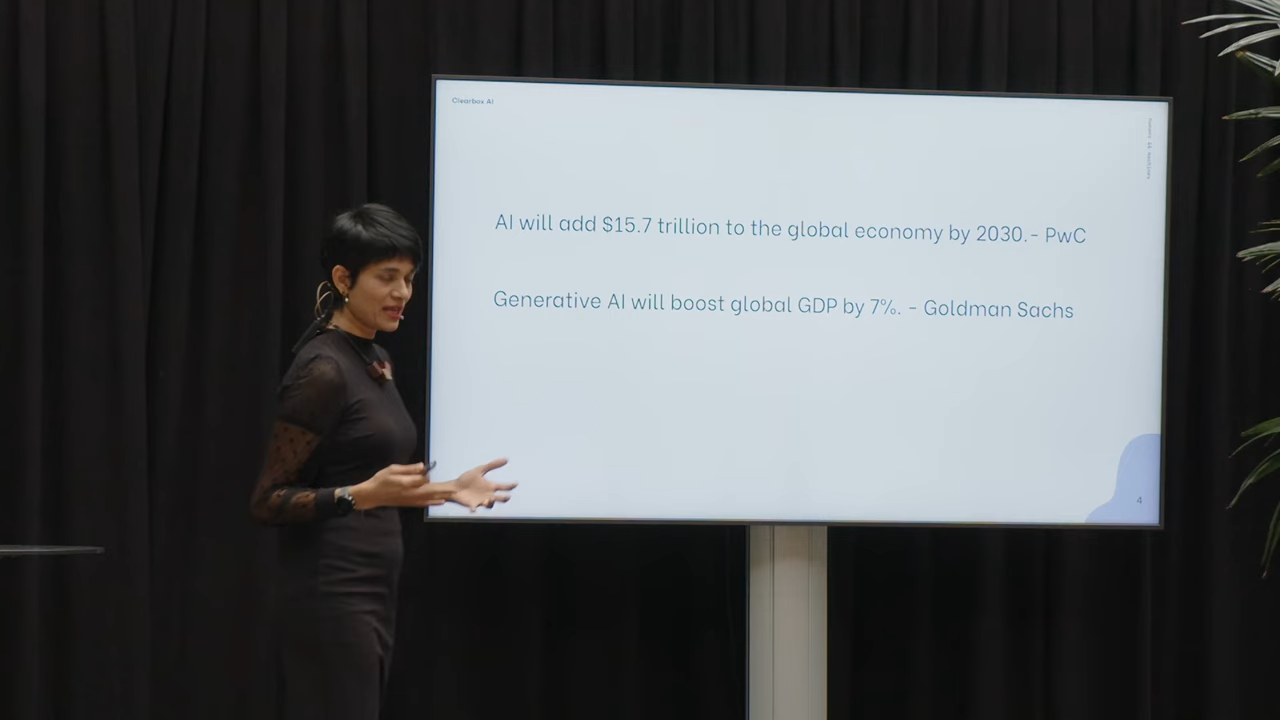 Clearbox AI
AI will add $15.7 trillion to the global economy by 2030.- PwC
Generative AI will boost global GDP by 7%. - Goldman Sachs
4